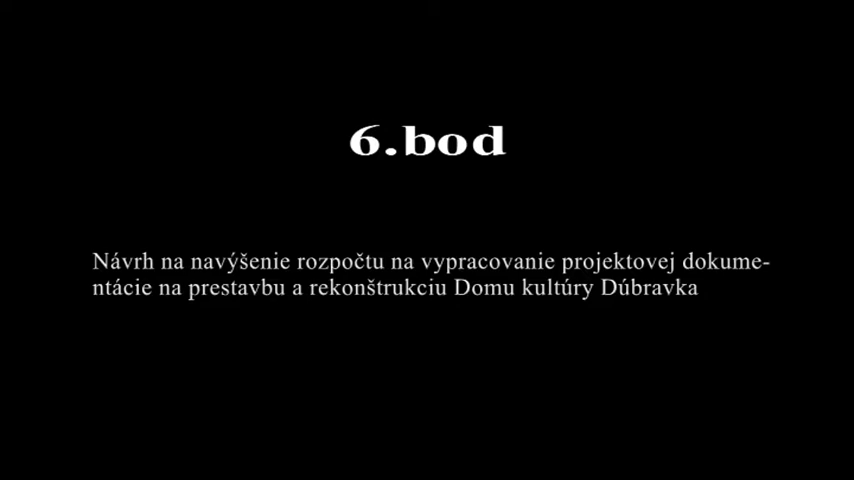 6.bod
Návrh na navýšenie rozpočtu na vypracovanie projektovej dokume-
ntácie na prestavbu a rekonštrukciu Domu kultúry Dúbravka